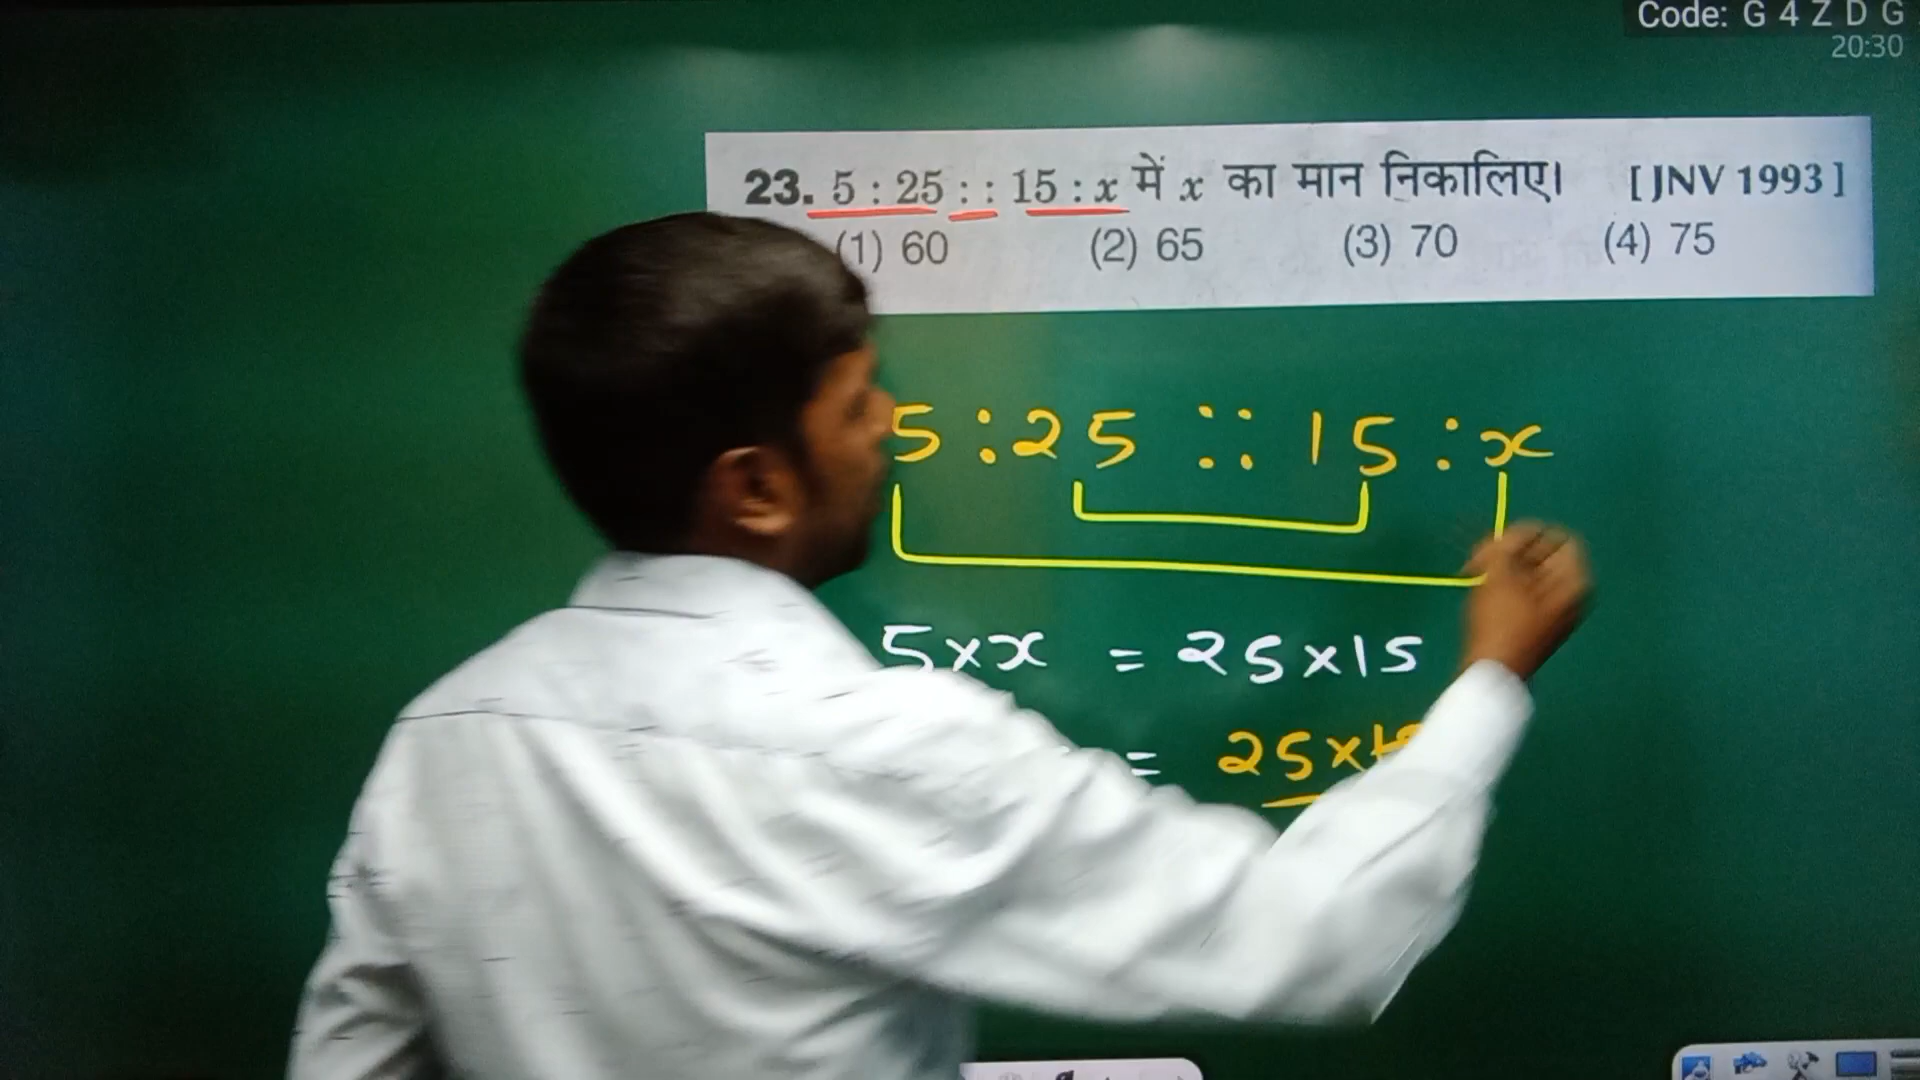 Code: G 4 Z D G
20:30
23. 5 : 25 : : 15 : x में x का मान निकालिए। [ JNV 1993 ]
(1) 60 (2) 65 (3) 70 (4) 75
5 : 25 :: 15 : x
5 × x = 25 × 15
= 25 ×